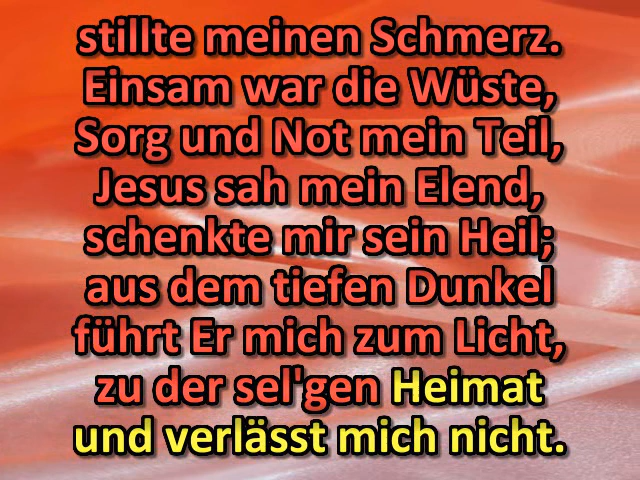 stillte meinen Schmerz.
Einsam war die Wüste,
Sorg und Not mein Teil,
Jesus sah mein Elend,
schenkte mir sein Heil;
aus dem tiefen Dunkel
führt Er mich zum Licht,
zu der sel'gen Heimat
und verlässt mich nicht.